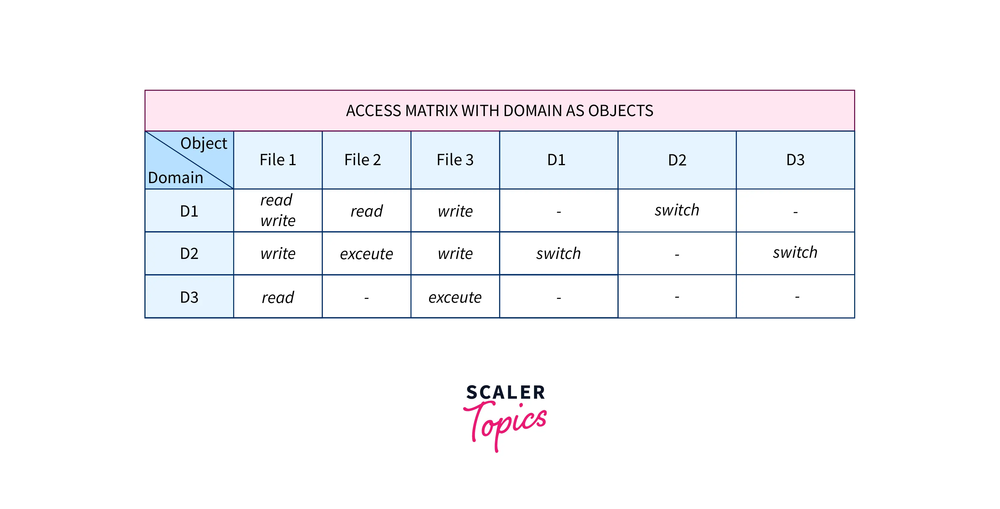 ACCESS MATRIX WITH DOMAIN AS OBJECTS
Object
Domain
File 1 File 2 File 3 D1 D2 D3
D1 read write read write - switch -
D2 write exceute write switch - switch
D3 read - exceute - - -
SCALER
Topics